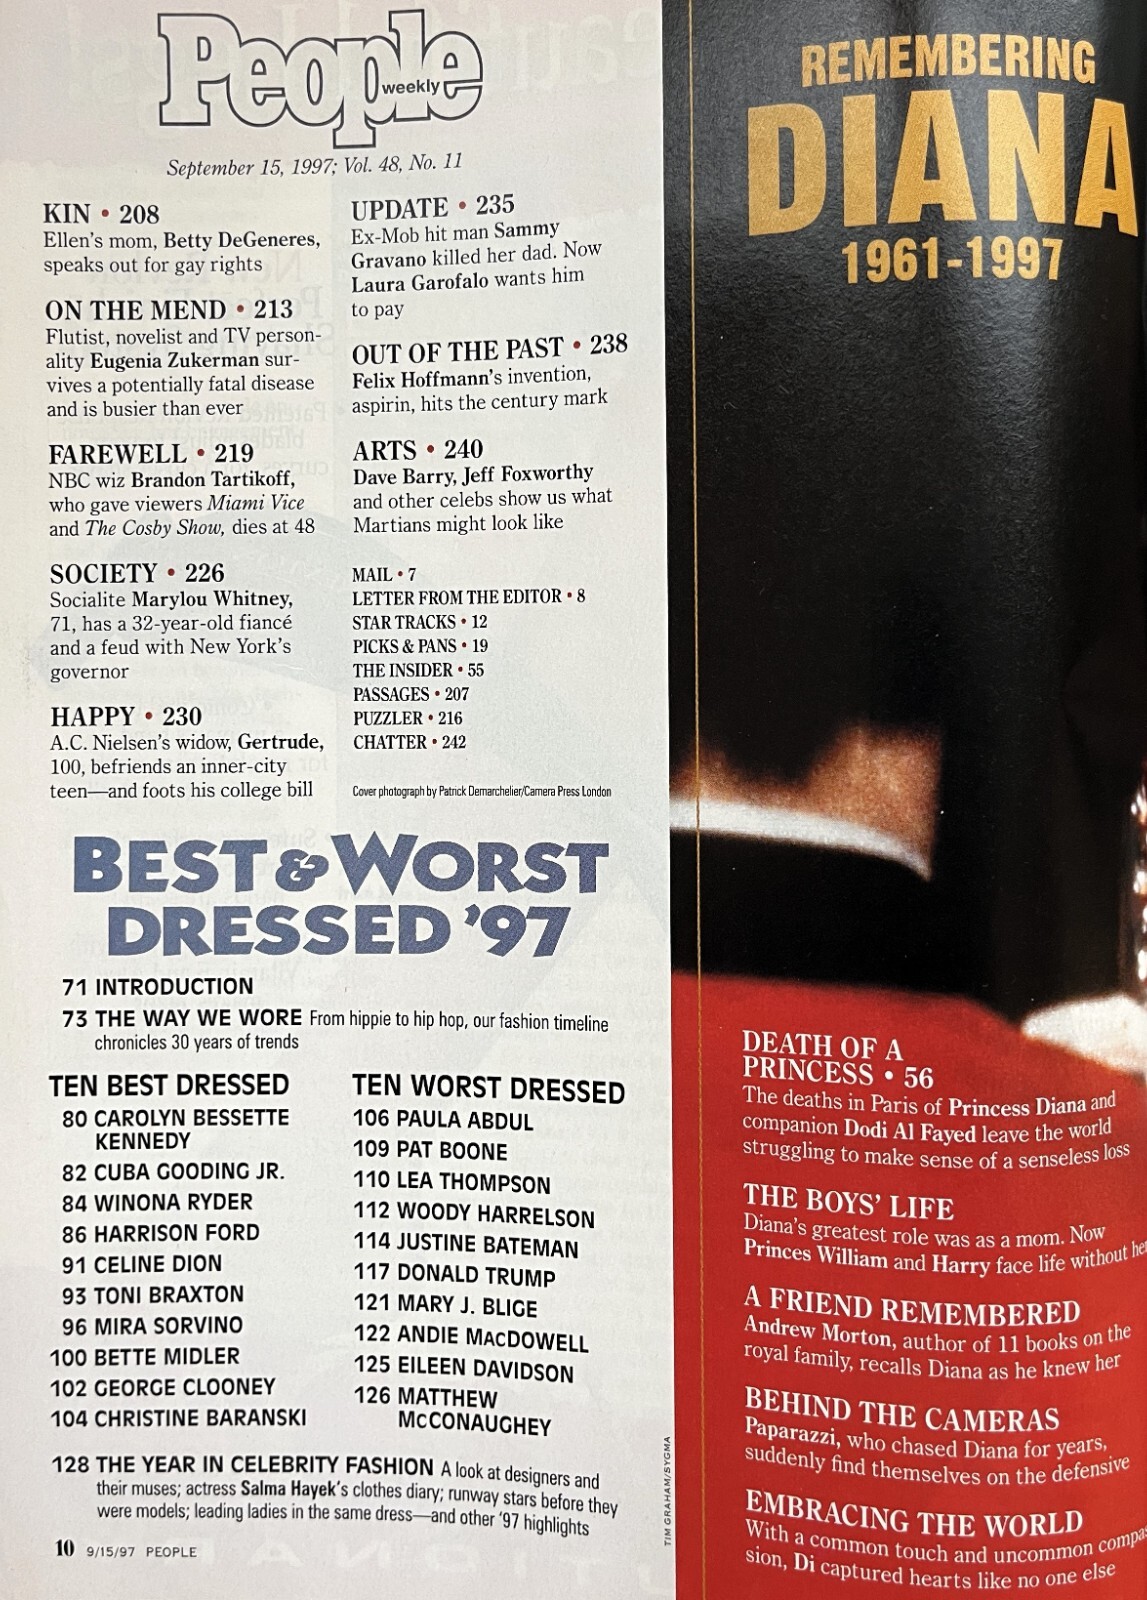 People
weekly
September 15, 1997; Vol. 48, No. 11
KIN • 208
Ellen's mom, Betty DeGeneres,
speaks out for gay rights
ON THE MEND • 213
Flutist, novelist and TV person-
ality Eugenia Zukerman sur-
vives a potentially fatal disease
and is busier than ever
FAREWELL • 219
NBC wiz Brandon Tartikoff,
who gave viewers Miami Vice
and The Cosby Show, dies at 48
SOCIETY • 226
Socialite Marylou Whitney,
71, has a 32-year-old fiancé
and a feud with New York's
governor
HAPPY • 230
A.C. Nielsen's widow, Gertrude,
100, befriends an inner-city
teen—and foots his college bill
UPDATE • 235
Ex-Mob hit man Sammy
Gravano killed her dad. Now
Laura Garofalo wants him
to pay
OUT OF THE PAST • 238
Felix Hoffmann's invention,
aspirin, hits the century mark
ARTS • 240
Dave Barry, Jeff Foxworthy
and other celebs show us what
Martians might look like
MAIL • 7
LETTER FROM THE EDITOR • 8
STAR TRACKS • 12
PICKS & PANS • 19
THE INSIDER • 55
PASSAGES • 207
PUZZLER • 216
CHATTER • 242
Cover photograph by Patrick Demarchelier/Camera Press London
BEST & WORST
DRESSED '97
71 INTRODUCTION
73 THE WAY WE WORE From hippie to hip hop, our fashion timeline
chronicles 30 years of trends
TEN BEST DRESSED
80 CAROLYN BESSETTE
KENNEDY
82 CUBA GOODING JR.
84 WINONA RYDER
86 HARRISON FORD
91 CELINE DION
93 TONI BRAXTON
96 MIRA SORVINO
100 BETTE MIDLER
102 GEORGE CLOONEY
104 CHRISTINE BARANSKI
TEN WORST DRESSED
106 PAULA ABDUL
109 PAT BOONE
110 LEA THOMPSON
112 WOODY HARRELSON
114 JUSTINE BATEMAN
117 DONALD TRUMP
121 MARY J. BLIGE
122 ANDIE MACDOWELL
125 EILEEN DAVIDSON
126 MATTHEW
MCCONAUGHEY
128 THE YEAR IN CELEBRITY FASHION A look at designers and
their muses; actress Salma Hayek's clothes diary; runway stars before they
were models; leading ladies in the same dress—and other '97 highlights
10 9/15/97 PEOPLE
TIM GRAHAM/SYGMA
REMEMBERING
DIANA
1961-1997
DEATH OF A
PRINCESS • 56
The deaths in Paris of Princess Diana and
companion Dodi Al Fayed leave the world
struggling to make sense of a senseless loss
THE BOYS' LIFE
Diana's greatest role was as a mom. Now
Princes William and Harry face life without her
A FRIEND REMEMBERED
Andrew Morton, author of 11 books on the
royal family, recalls Diana as he knew her
BEHIND THE CAMERAS
Paparazzi, who chased Diana for years,
suddenly find themselves on the defensive
EMBRACING THE WORLD
With a common touch and uncommon compas-
sion, Di captured hearts like no one else